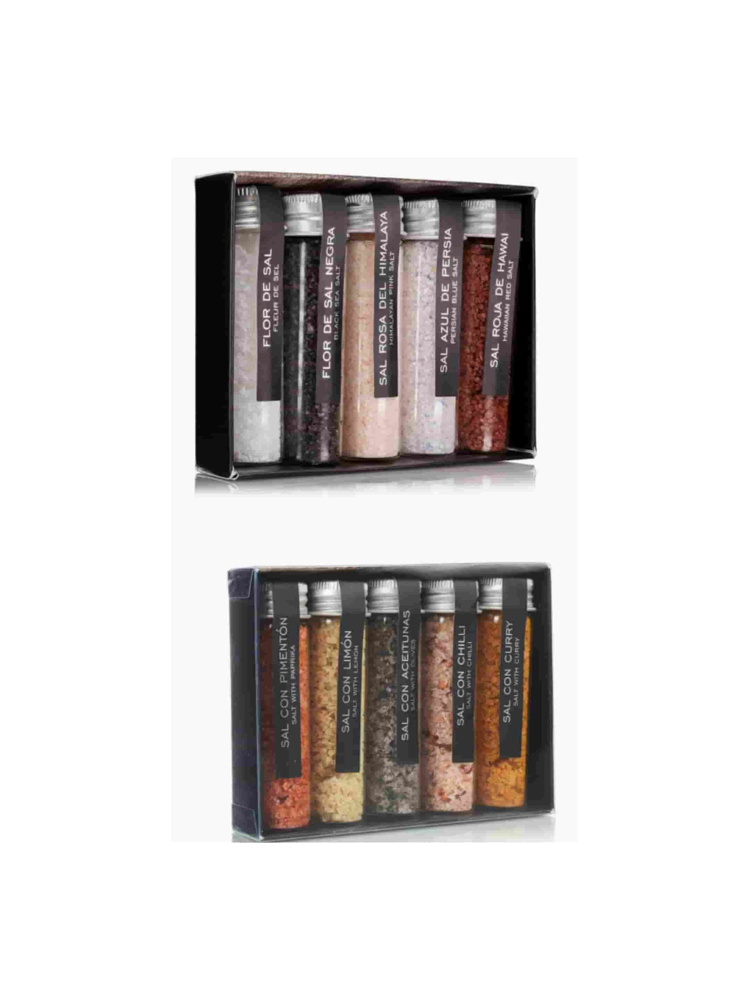 FLOR DE SAL
FLEUR DE SEL
FLOR DE SAL NEGRA
BLACK SEA SALT
SAL ROSA DEL HIMALAYA
HIMALAYAN PINK SALT
SAL AZUL DE PERSIA
PERSIAN BLUE SALT
SAL ROJA DE HAWAI
HAWAIIAN RED SALT
SAL CON PIMENTÓN
SALT WITH PAPRIKA
SAL CON LIMÓN
SALT WITH LEMON
SAL CON ACEITUNAS
SALT WITH OLIVES
SAL CON CHILLI
SALT WITH CHILLI
SAL CON CURRY
SALT WITH CURRY